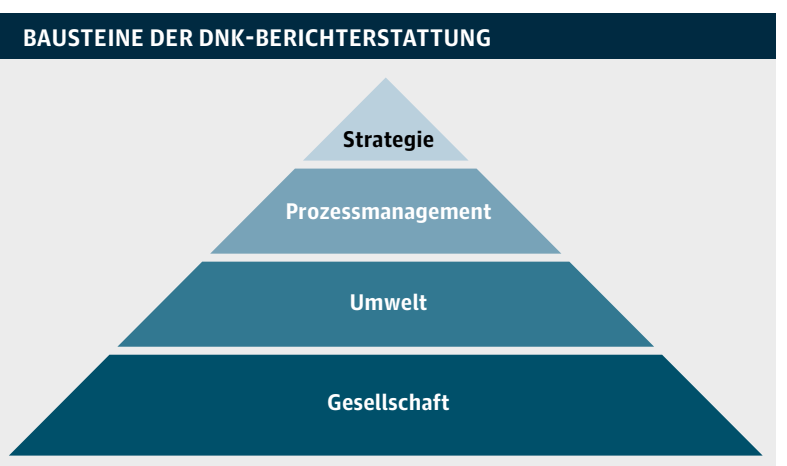 BAUSTEINE DER DNK-BERICHTERSTATTUNG
Strategie
Prozessmanagement
Umwelt
Gesellschaft